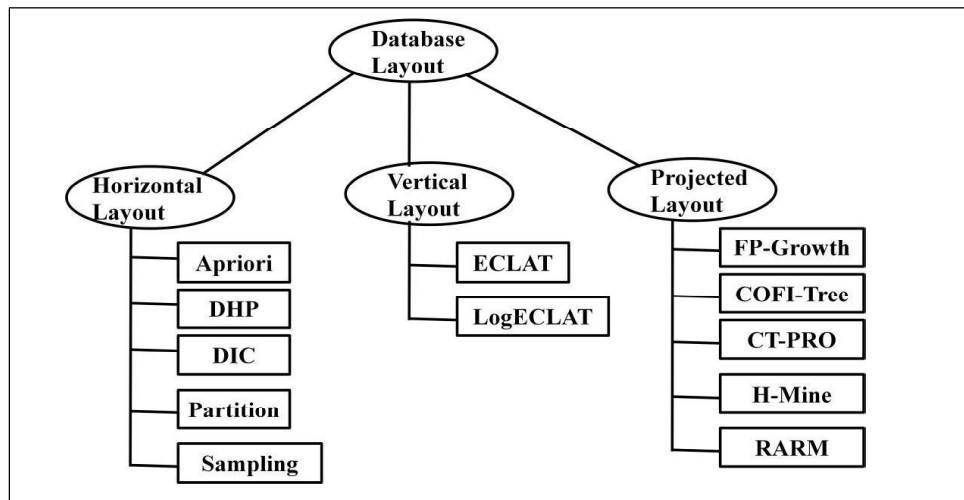 Database
Layout
Horizontal
Layout
Apriori
DHP
DIC
Partition
Sampling
Vertical
Layout
ECLAT
LogECLAT
Projected
Layout
FP-Growth
COFI-Tree
CT-PRO
H-Mine
RARM